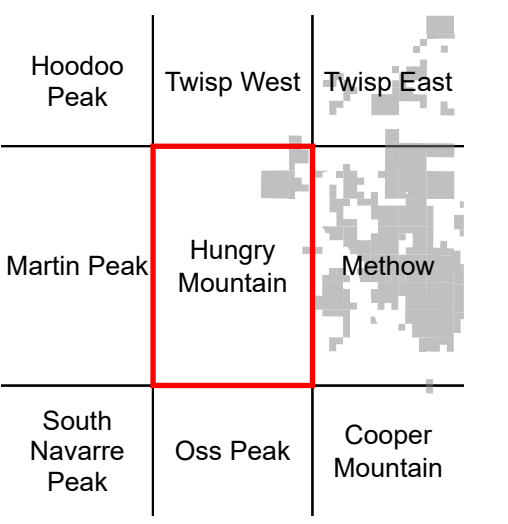 Hoodoo
Peak
Twisp West
Twisp East
Martin Peak
Hungry
Mountain
Methow
South
Navarre
Peak
Oss Peak
Cooper
Mountain